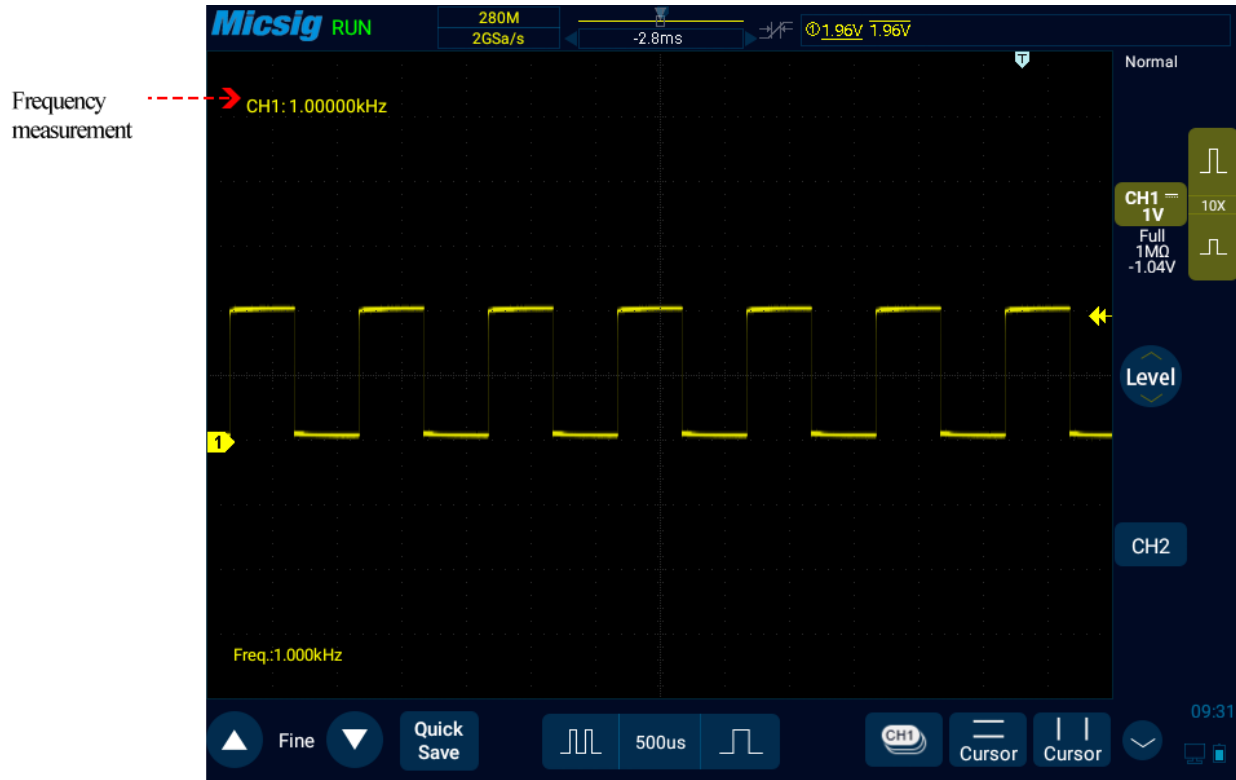 Micsig RUN
280M
2GSa/s
-2.8ms
①1.96V 1.96V
T
Normal
Frequency
measurement
CH1:1.00000kHz
CH1
1V
10X
Full
1MΩ
-1.04V
Level
1
CH2
Freq.:1.000kHz
09:31
Fine
Quick
Save
500us
CH1
Cursor
Cursor